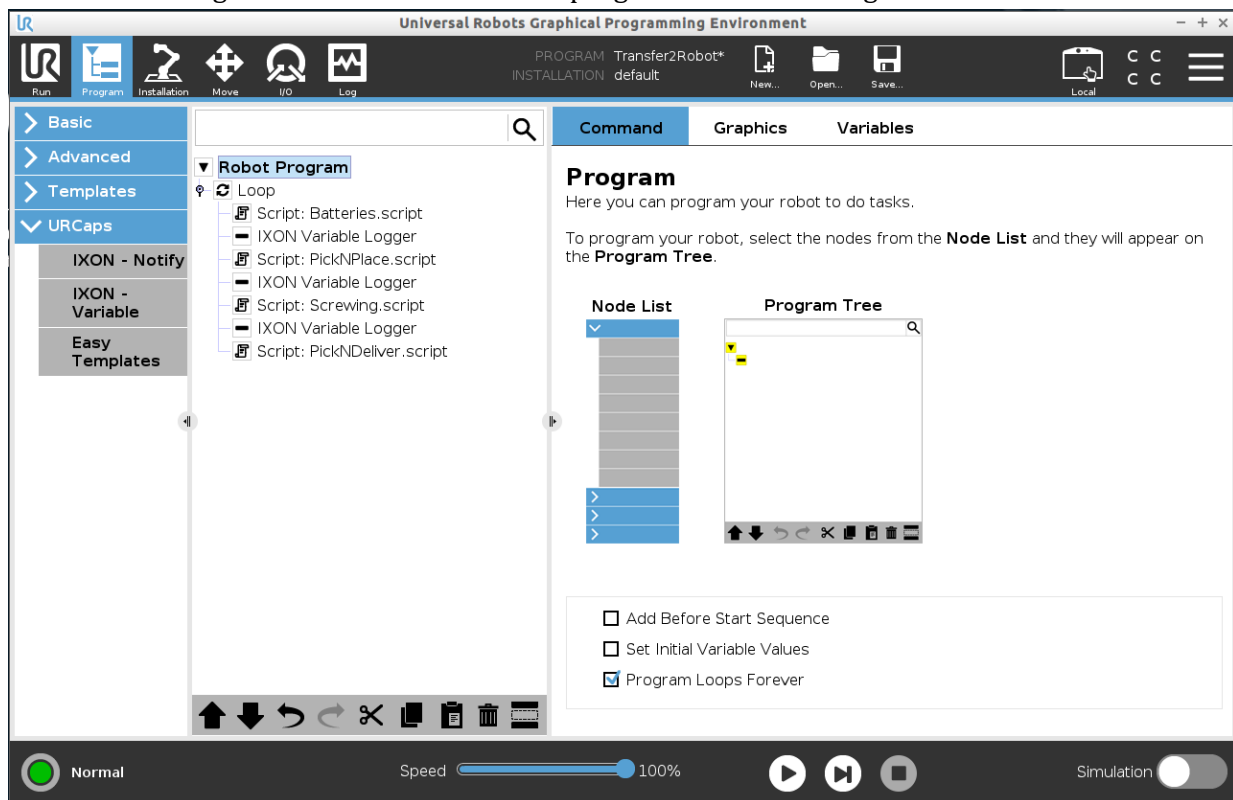 Universal Robots Graphical Programming Environment
Run
Program
Installation
Move
I/O
Log
PROGRAM Transfer2Robot*
INSTALLATION default
New...
Open...
Save...
Local
C C
C C
Basic
Advanced
Templates
URCaps
IXON - Notify
IXON -
Variable
Easy
Templates
Robot Program
Loop
Script: Batteries.script
IXON Variable Logger
Script: PickNPlace.script
IXON Variable Logger
Script: Screwing.script
IXON Variable Logger
Script: PickNDeliver.script
Command Graphics Variables
Program
Here you can program your robot to do tasks.
To program your robot, select the nodes from the Node List and they will appear on
the Program Tree.
Node List Program Tree
Add Before Start Sequence
Set Initial Variable Values
Program Loops Forever
Normal
Speed 100%
Simulation